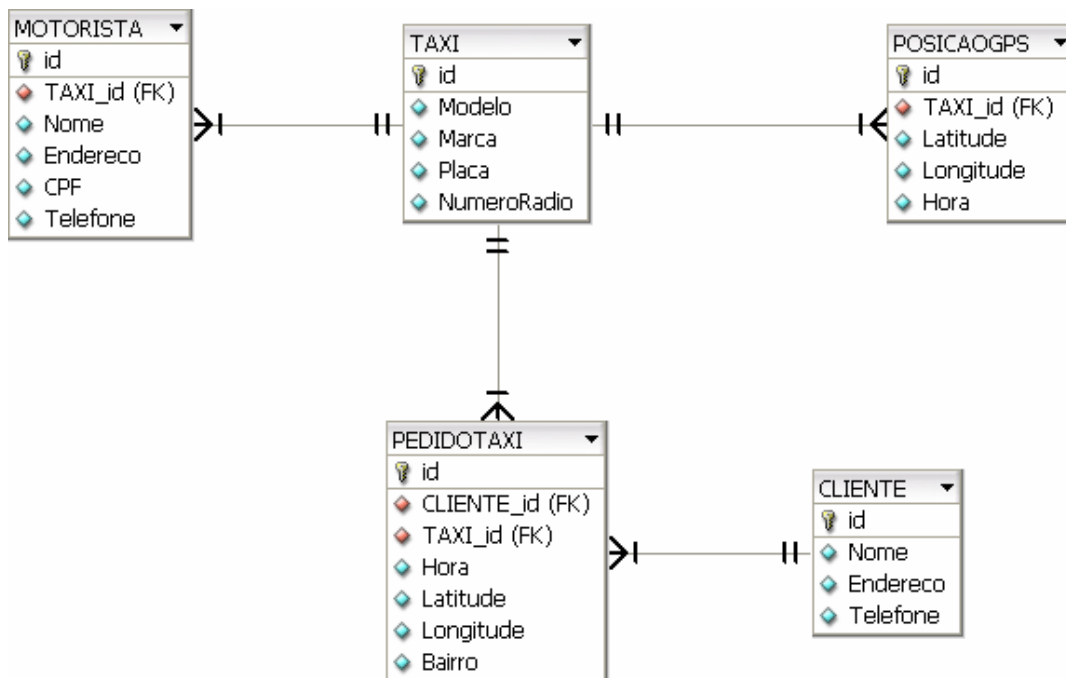 MOTORISTA
id
TAXI_id (FK)
Nome
Endereco
CPF
Telefone
TAXI
id
Modelo
Marca
Placa
NumeroRadio
POSICAOGPS
id
TAXI_id (FK)
Latitude
Longitude
Hora
PEDIDOTAXI
id
CLIENTE_id (FK)
TAXI_id (FK)
Hora
Latitude
Longitude
Bairro
CLIENTE
id
Nome
Endereco
Telefone